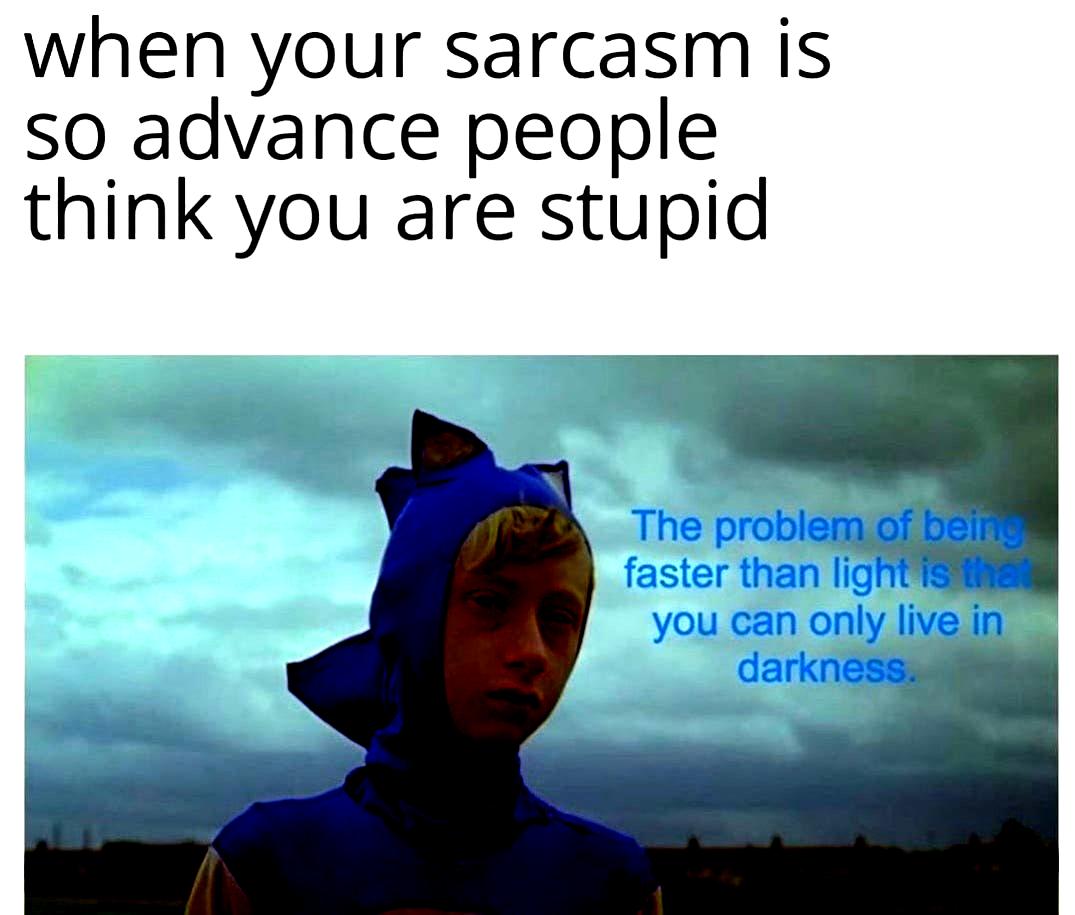 when your sarcasm is
so advance people
think you are stupid
The problem of being
faster than light is that
you can only live in
darkness.